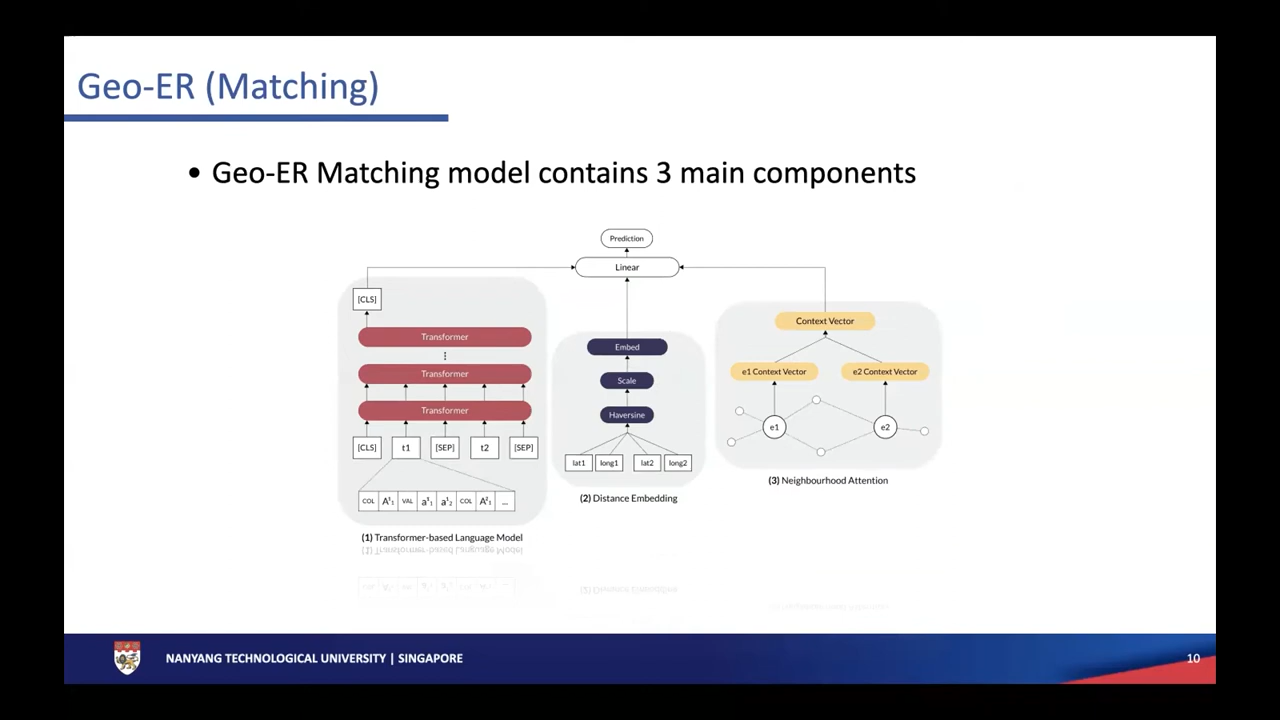 Geo-ER (Matching)
• Geo-ER Matching model contains 3 main components
Prediction
Linear
[CLS]
Transformer
Transformer
Transformer
[CLS] t1 [SEP] t2 [SEP]
COL A¹₁ VAL a¹₁ a¹₂ COL A²₁ ...
(1) Transformer-based Language Model
Embed
Scale
Haversine
lat1 long1 lat2 long2
(2) Distance Embedding
Context Vector
e1 Context Vector e2 Context Vector
e1 e2
(3) Neighbourhood Attention
NANYANG TECHNOLOGICAL UNIVERSITY | SINGAPORE
10